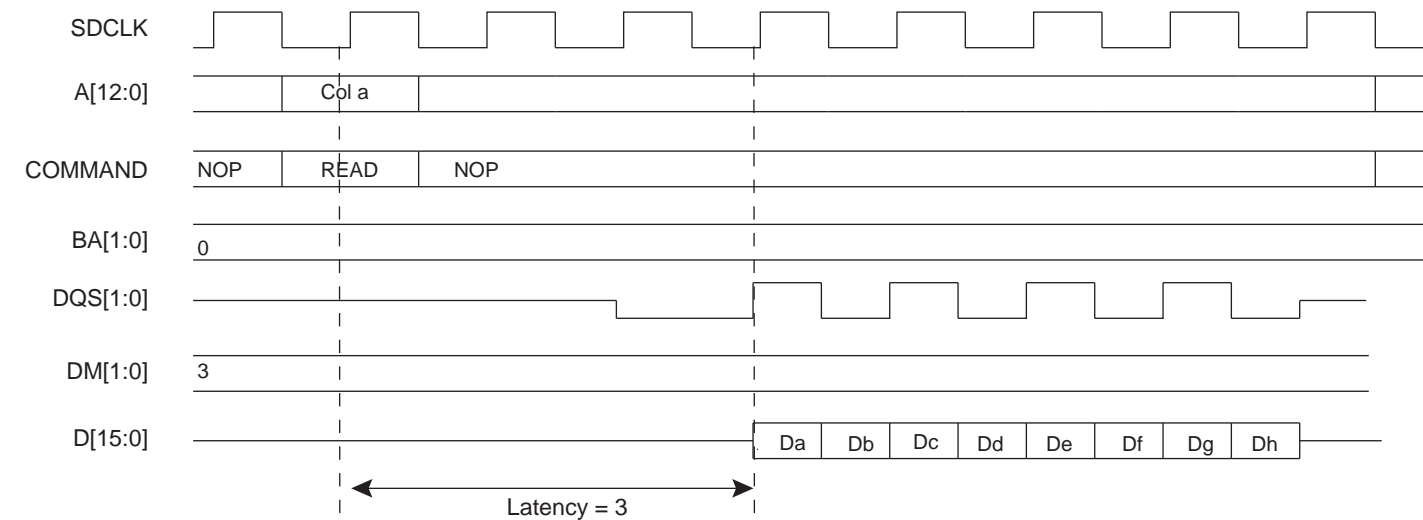 SDCLK
A[12:0] Col a
COMMAND NOP READ NOP
BA[1:0] 0
DQS[1:0]
DM[1:0] 3
D[15:0] Da Db Dc Dd De Df Dg Dh
Latency = 3